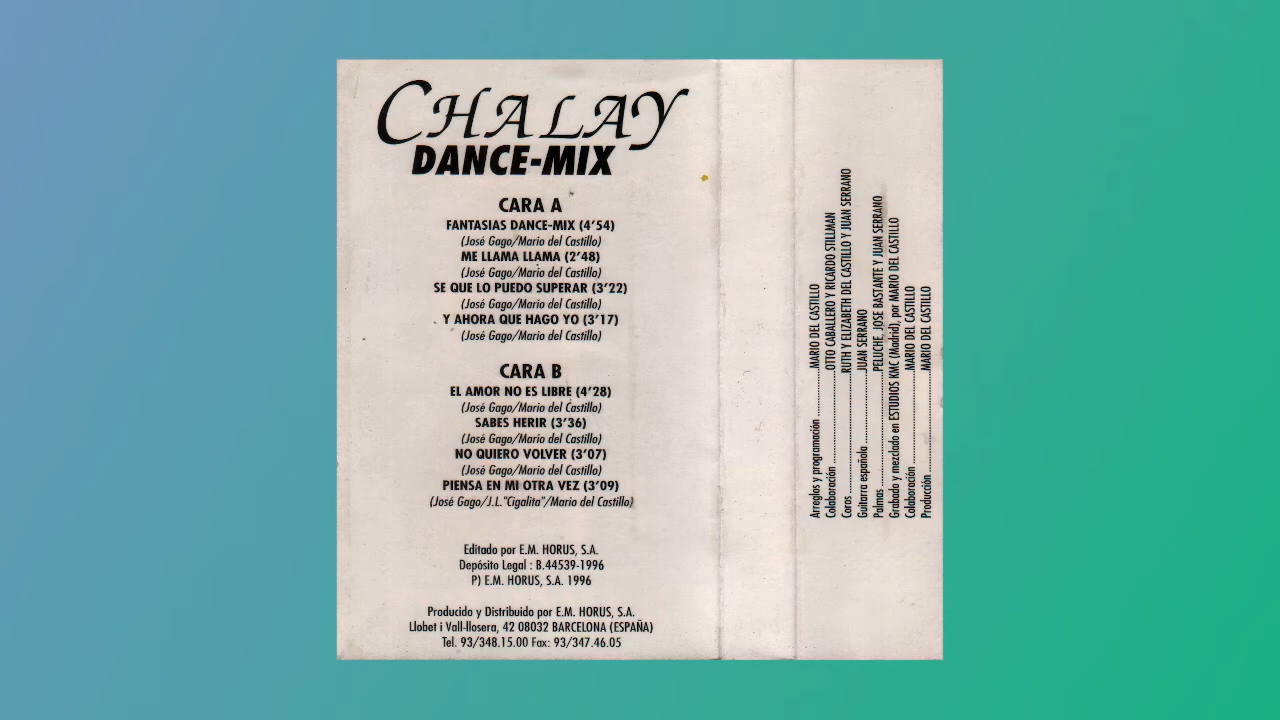 CHALAY
DANCE-MIX
CARA A
FANTASIAS DANCE-MIX (4'54)
(José Gago/Mario del Castillo)
ME LLAMA LLAMA (2'48)
(José Gago/Mario del Castillo)
SE QUE LO PUEDO SUPERAR (3'22)
(José Gago/Mario del Castillo)
Y AHORA QUE HAGO YO (3'17)
(José Gago/Mario del Castillo)
CARA B
EL AMOR NO ES LIBRE (4'28)
(José Gago/Mario del Castillo)
SABES HERIR (3'36)
(José Gago/Mario del Castillo)
NO QUIERO VOLVER (3'07)
(José Gago/Mario del Castillo)
PIENSA EN MI OTRA VEZ (3'09)
(José Gago/J.L."Cigalita"/Mario del Castillo)
Editado por E.M. HORUS, S.A.
Depósito Legal : B.44539-1996
P) E.M. HORUS, S.A. 1996
Producido y Distribuido por E.M. HORUS, S.A.
Llobet i Vall-llosera, 42 08032 BARCELONA (ESPAÑA)
Tel. 93/348.15.00 Fax: 93/347.46.05
Arreglos y programación ..................MARIO DEL CASTILLO
Colaboración ..................OTTO CABALLERO Y RICARDO STILLMAN
Coros ..................RUTH Y ELIZABETH DEL CASTILLO Y JUAN SERRANO
Guitarra española ..................JUAN SERRANO
Palmas ..................PELUCHE, JOSE BASTANTE Y JUAN SERRANO
Grabado y mezclado en ESTUDIOS KMC (Madrid), por MARIO DEL CASTILLO
Colaboración ..................MARIO DEL CASTILLO
Producción ..................MARIO DEL CASTILLO